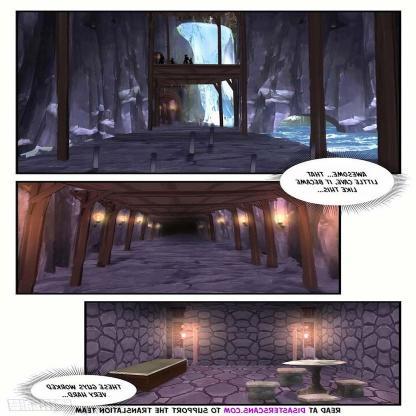 AWESOME... THAT
LITTLE CAVE, IT BECAME
LIKE THIS...
THESE GUYS WORKED
VERY HARD...
READ AT DISASTERSCANS.COM TO SUPPORT THE TRANSLATION TEAM